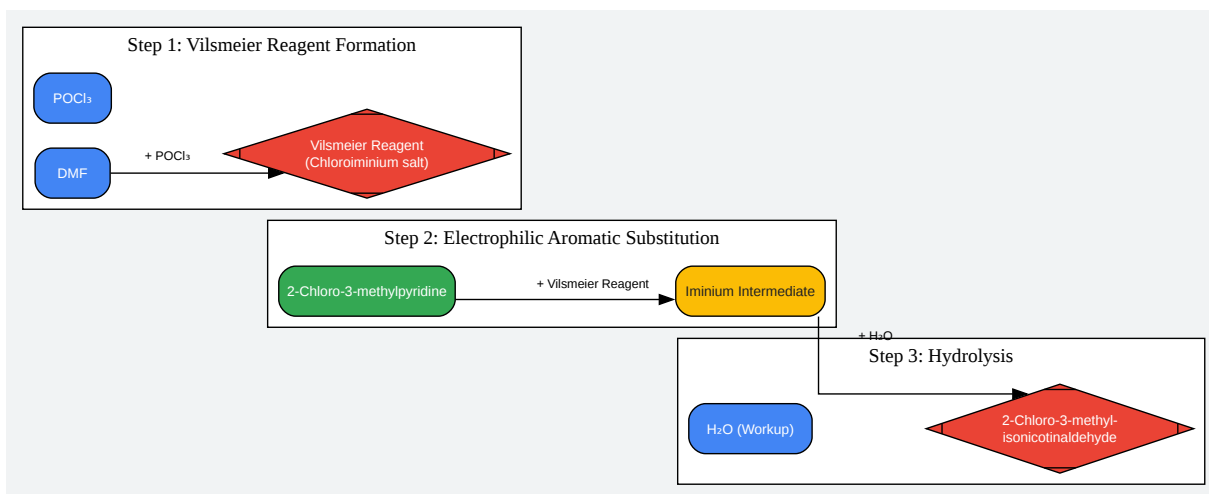 Step 1: Vilsmeier Reagent Formation
POCl₃
DMF
+ POCl₃
Vilsmeier Reagent
(Chloroiminium salt)
Step 2: Electrophilic Aromatic Substitution
2-Chloro-3-methylpyridine
+ Vilsmeier Reagent
Iminium Intermediate
+ H₂O
Step 3: Hydrolysis
H₂O (Workup)
2-Chloro-3-methyl-
isonicotinaldehyde